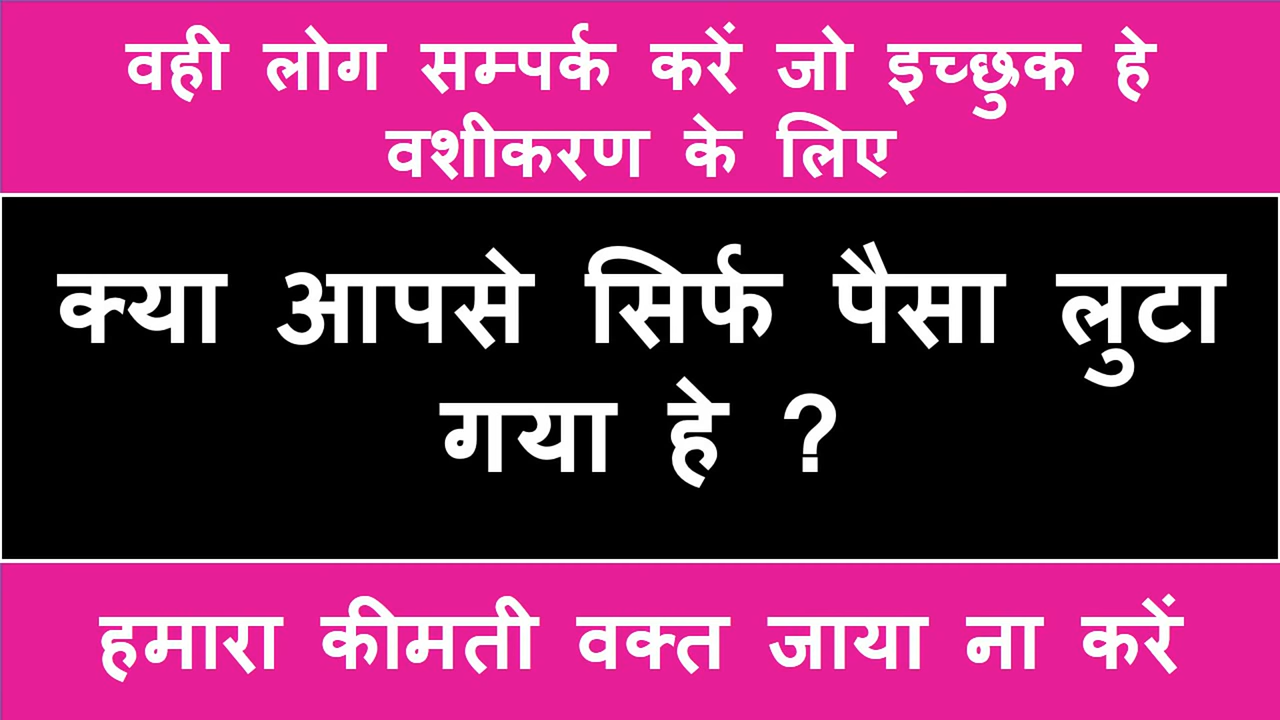 वही लोग सम्पर्क करें जो इच्छुक हे
वशीकरण के लिए
क्या आपसे सिर्फ पैसा लुटा
गया हे ?
हमारा कीमती वक्त जाया ना करें